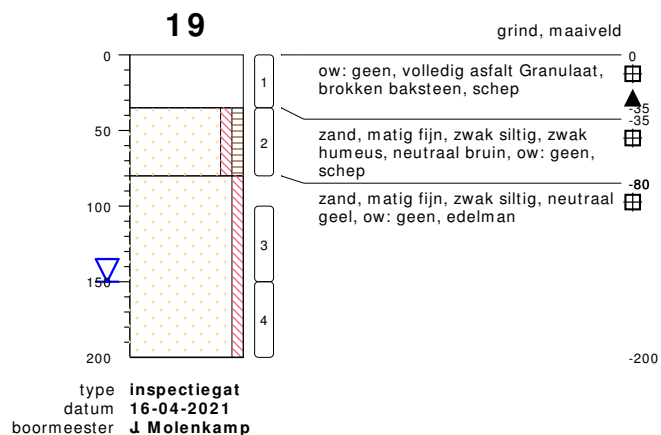 19
grind, maaiveld
0
0
1
ow: geen, volledig asfalt Granulaat,
brokken baksteen, schep
-35
-35
50
2
zand, matig fijn, zwak siltig, zwak
humeus, neutraal bruin, ow: geen,
schep
-80
zand, matig fijn, zwak siltig, neutraal
geel, ow: geen, edelman
100
3
150
4
200
-200
type inspectiegat
datum 16-04-2021
boormeester J. Molenkamp